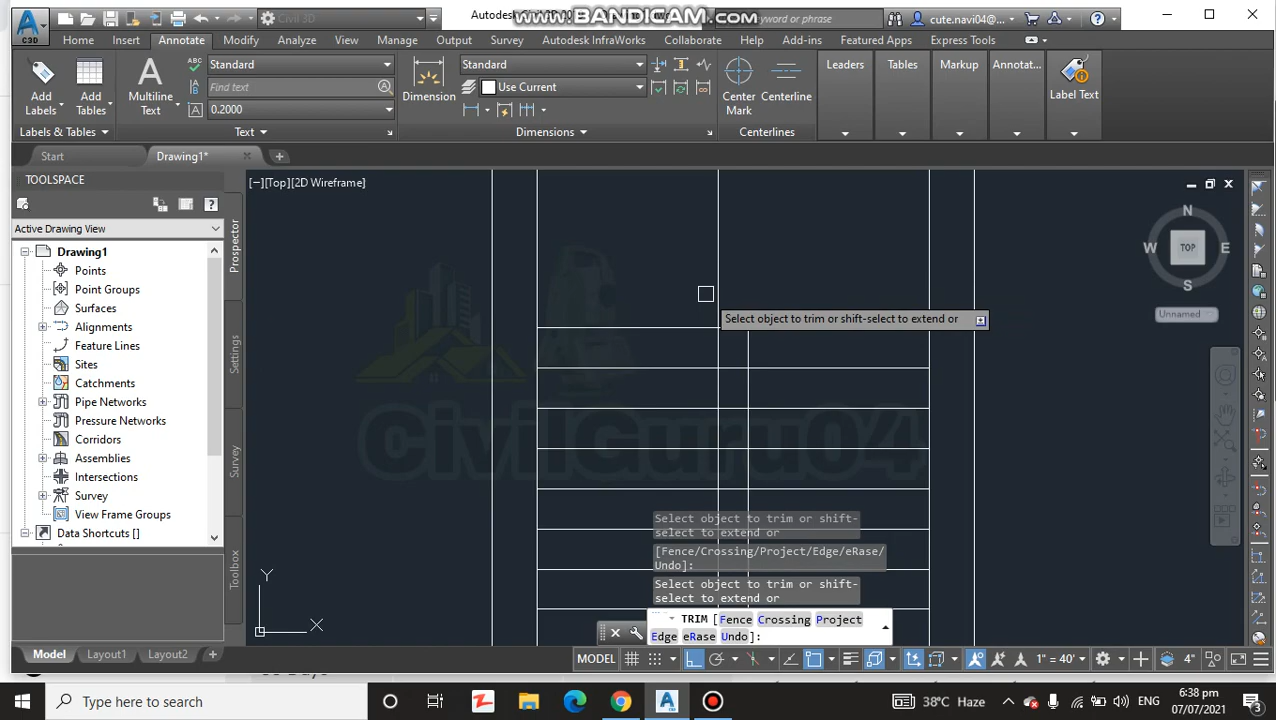 www.BANDICAM.com
Civil 3D
Autodesk Civil 3D 20
keyword or phrase
cute.navi04@...
C3D
Home Insert Annotate Modify Analyze View Manage Output Survey Autodesk InfraWorks Collaborate Help Add-ins Featured Apps Express Tools
Add Labels
Add Tables
Labels & Tables
Multiline Text
Standard
Find text
0.2000
Text
Dimension
Standard
Use Current
Dimensions
Center Mark
Centerline
Centerlines
Leaders
Tables
Markup
Annotat...
Label Text
Start
Drawing1*
TOOLSPACE
Active Drawing View
Drawing1
Points
Point Groups
Surfaces
Alignments
Feature Lines
Sites
Catchments
Pipe Networks
Pressure Networks
Corridors
Assemblies
Intersections
Survey
View Frame Groups
Data Shortcuts []
Prospector
Settings
Survey
Toolbox
[−][Top][2D Wireframe]
N
W TOP E
S
Unnamed
Select object to trim or shift-select to extend or
CivilGuru04
Select object to trim or shift-
select to extend or
[Fence/Crossing/Project/Edge/eRase/
Undo]:
Select object to trim or shift-
select to extend or
TRIM [Fence Crossing Project
Edge eRase Undo]:
Y
X
Model Layout1 Layout2
MODEL
1" = 40'
4"
Type here to search
38°C Haze
ENG
6:38 pm
07/07/2021
3